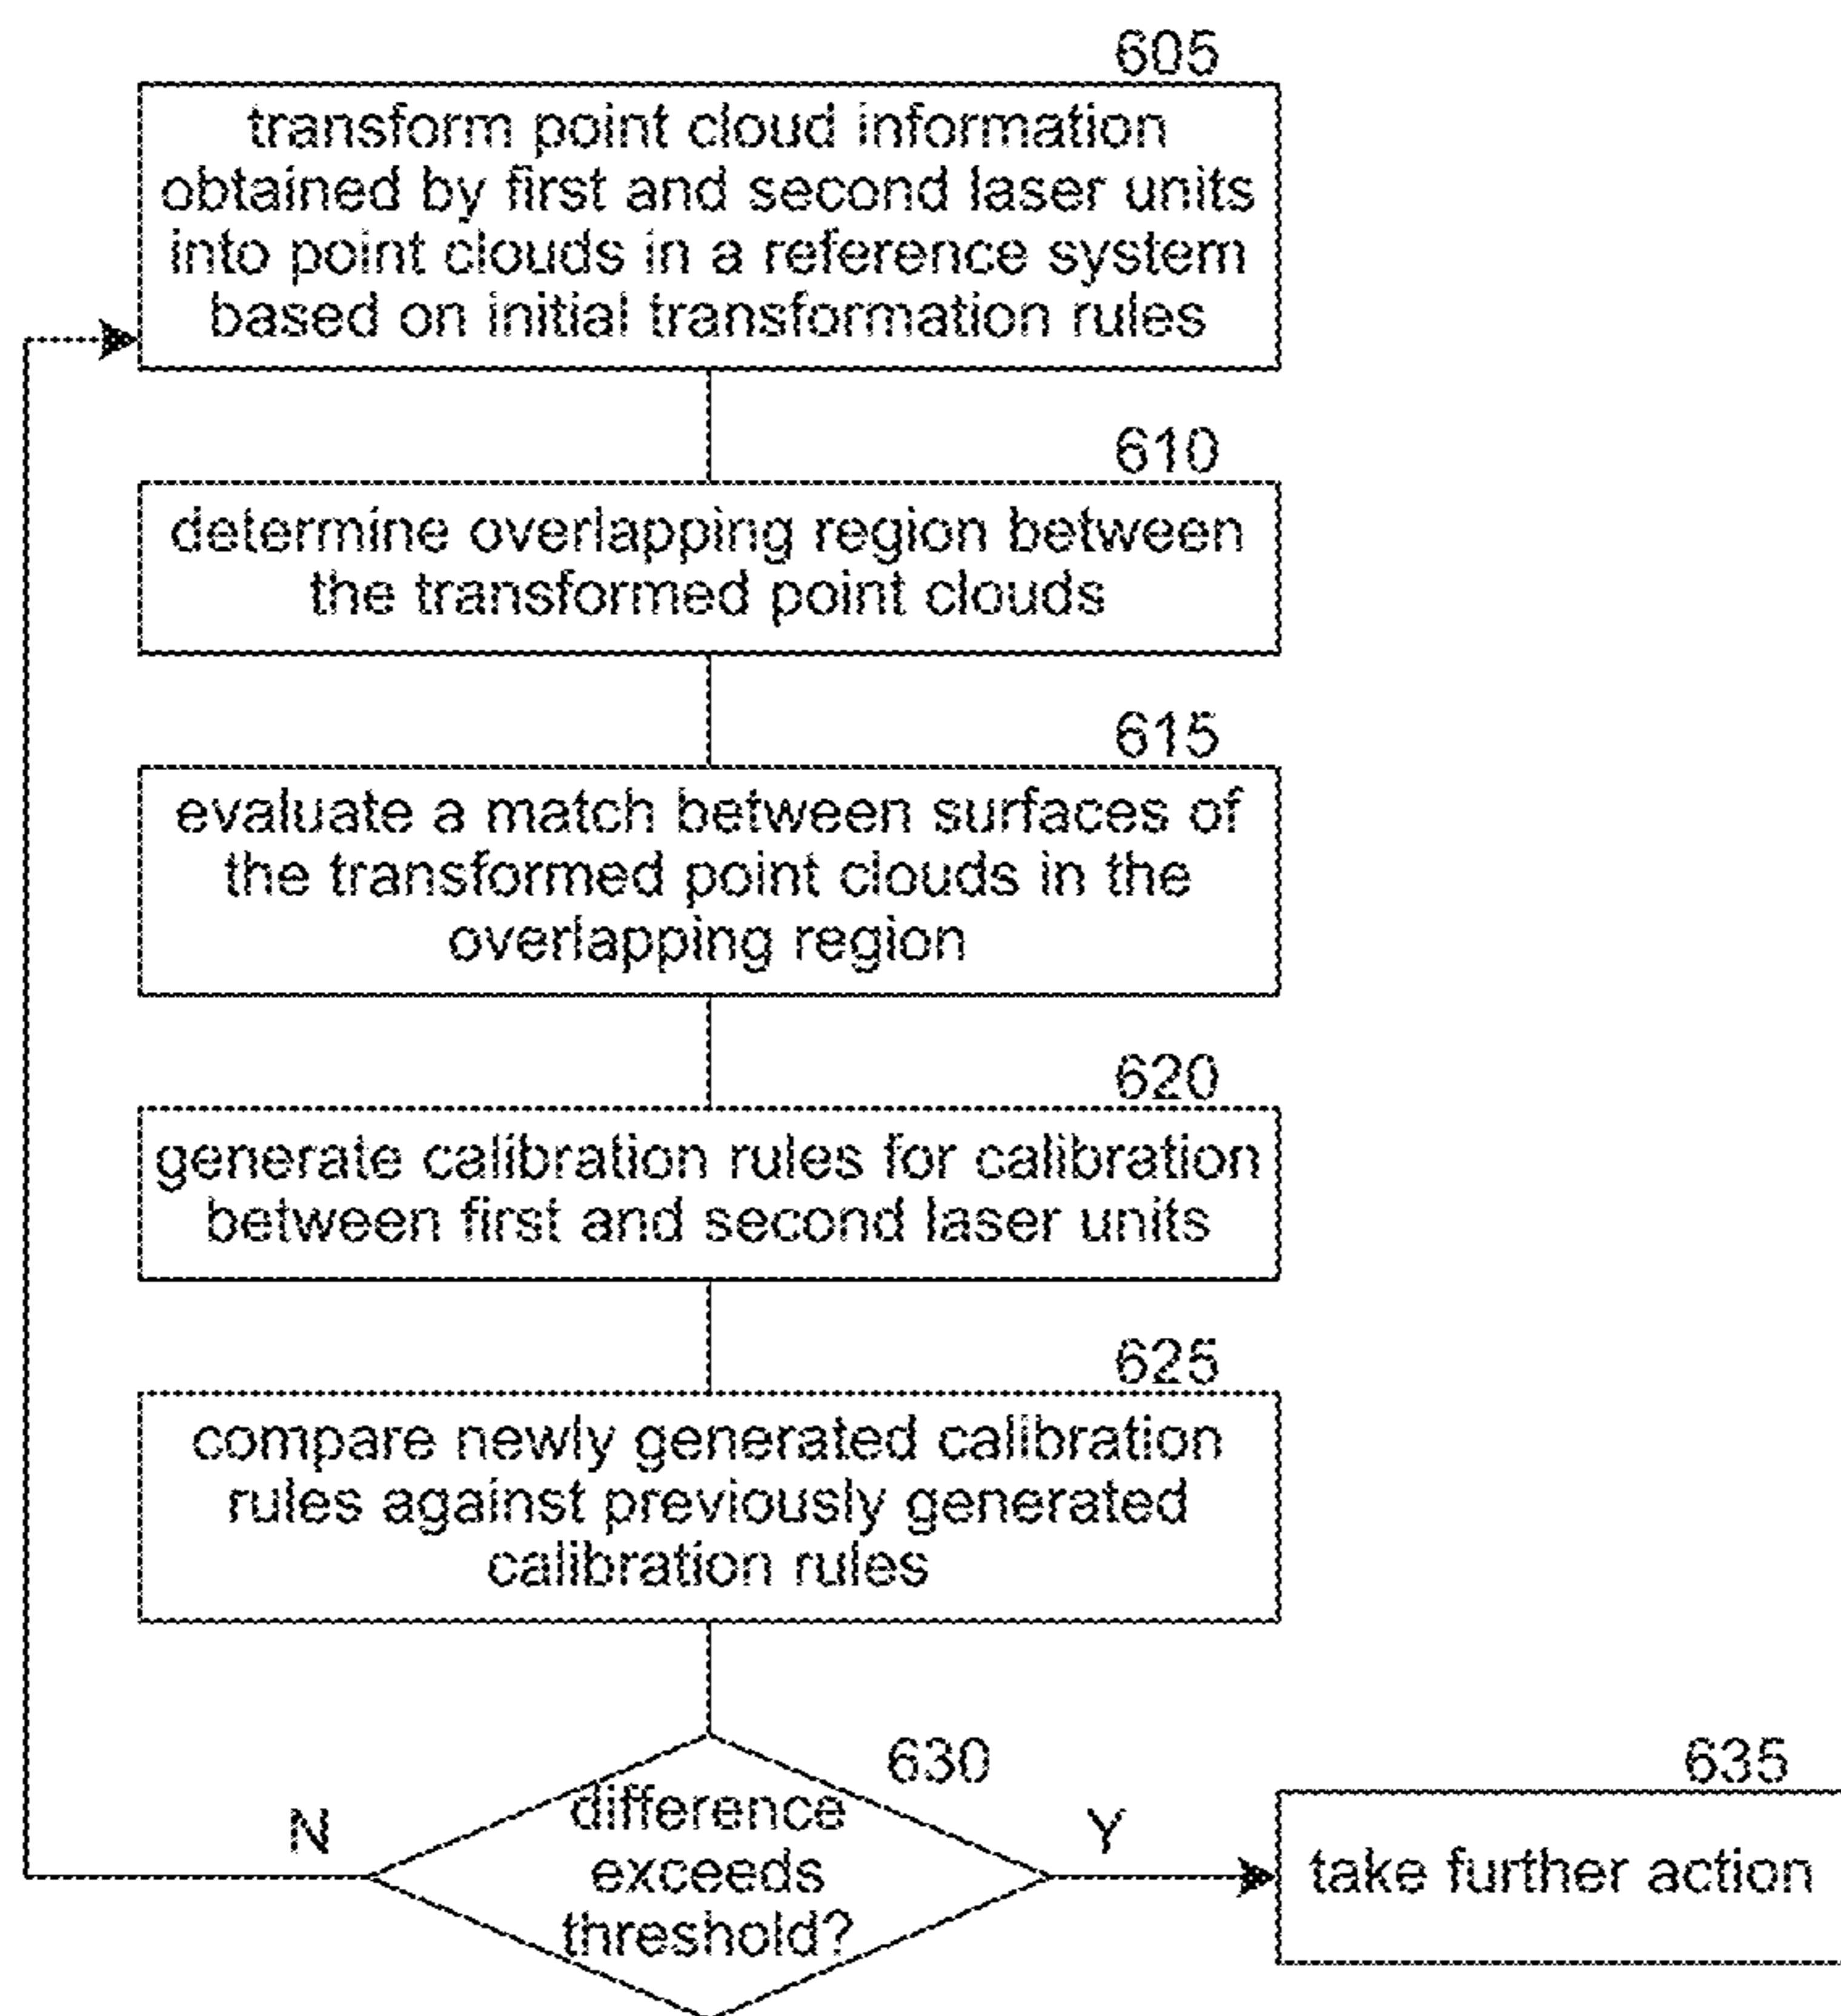 605
transform point cloud information
obtained by first and second laser units
into point clouds in a reference system
based on initial transformation rules
610
determine overlapping region between
the transformed point clouds
615
evaluate a match between surfaces of
the transformed point clouds in the
overlapping region
620
generate calibration rules for calibration
between first and second laser units
625
compare newly generated calibration
rules against previously generated
calibration rules
630
difference
exceeds
threshold?
N
Y
635
take further action